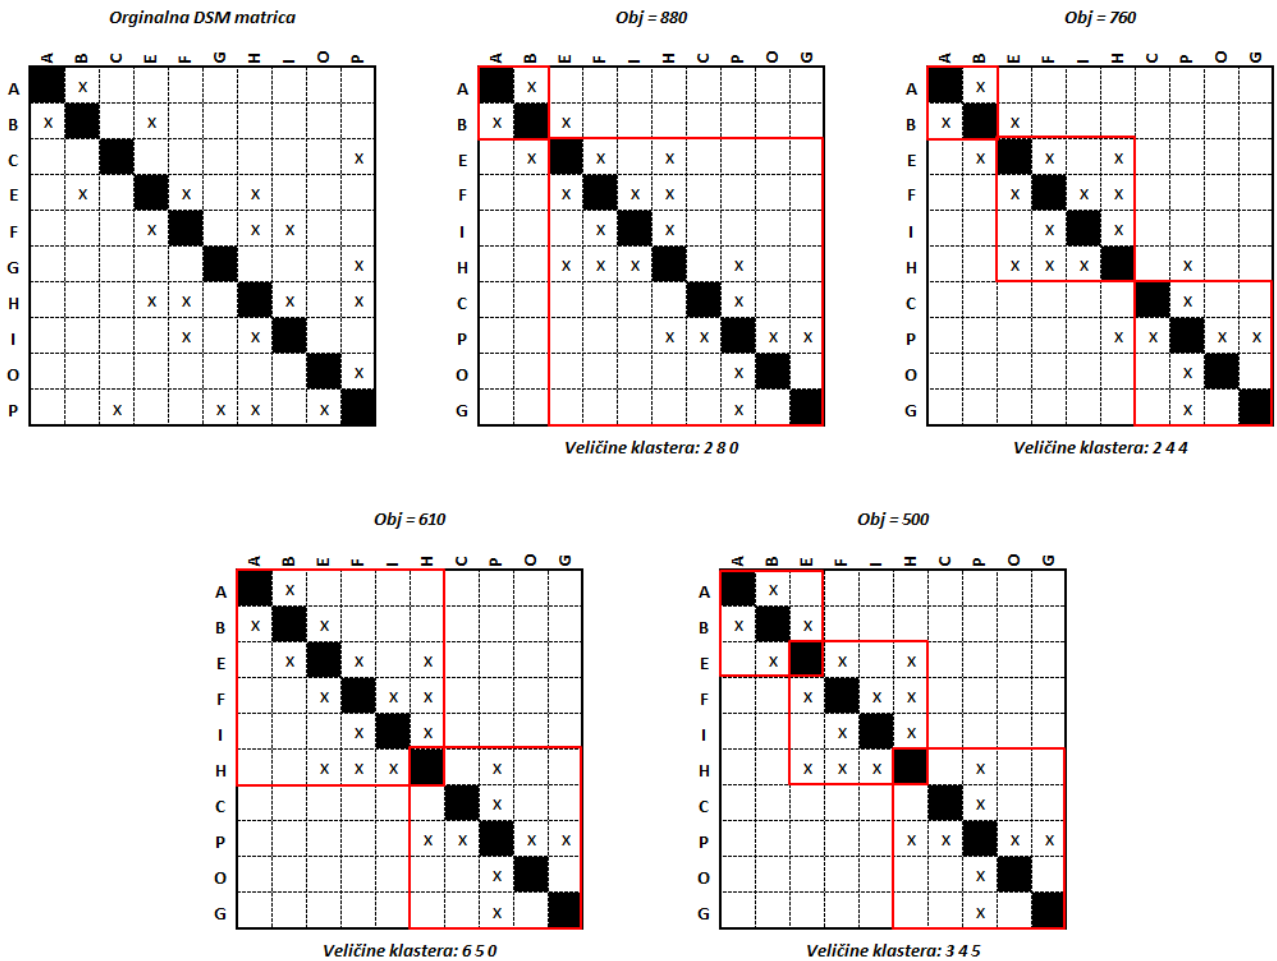 Orginalna DSM matrica
A B C E F G H I O P
A x
B x x
C x
E x x x
F x x x
G x
H x x x x
I x x
O x
P x x x x
Obj = 880
A B E F I H C P O G
A x
B x x
E x x x
F x x x
I x x
H x x x x
C x
P x x x x
O x
G x
Veličine klastera: 2 8 0
Obj = 760
A B E F I H C P O G
A x
B x x
E x x x
F x x x
I x x
H x x x x
C x
P x x x x
O x
G x
Veličine klastera: 2 4 4
Obj = 610
A B E F I H C P O G
A x
B x x
E x x x
F x x x
I x x
H x x x x
C x
P x x x x
O x
G x
Veličine klastera: 6 5 0
Obj = 500
A B E F I H C P O G
A x
B x x
E x x x
F x x x
I x x
H x x x x
C x
P x x x x
O x
G x
Veličine klastera: 3 4 5